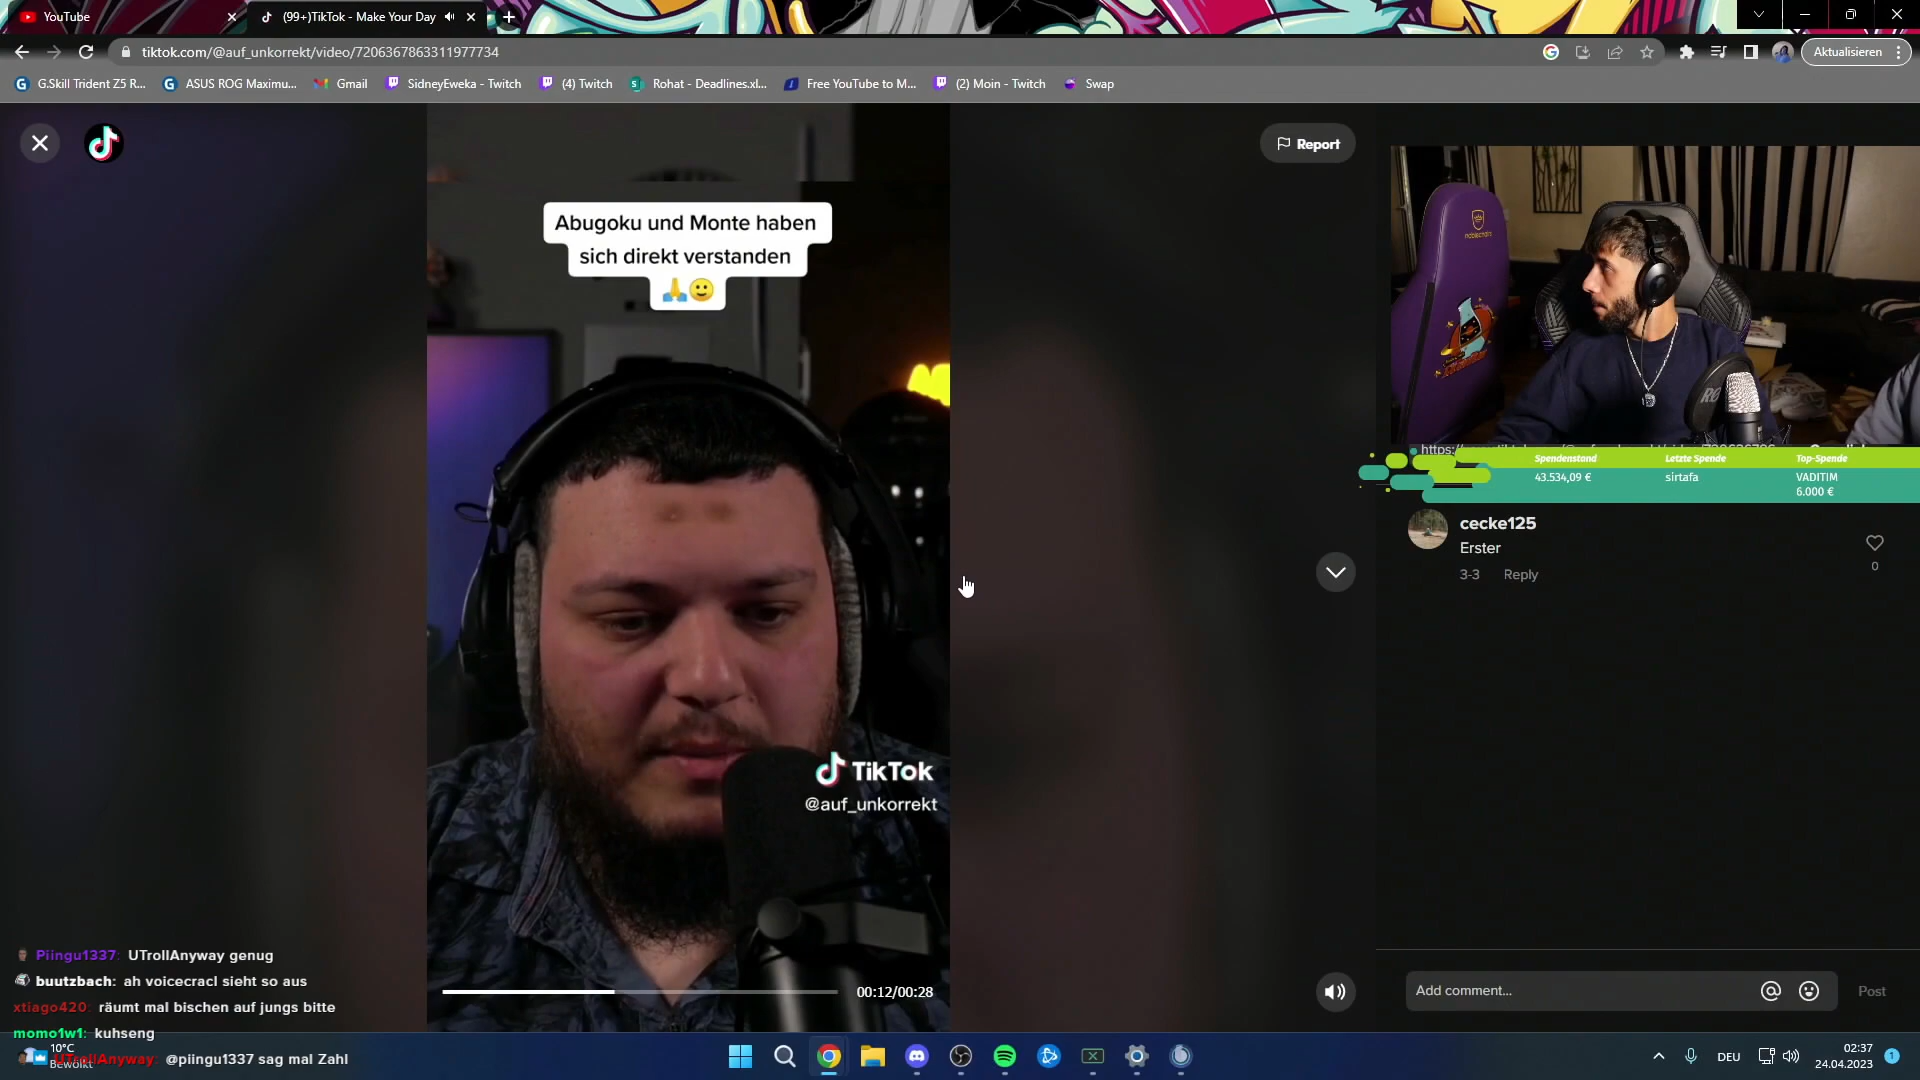 YouTube
(99+)TikTok - Make Your Day
tiktok.com/@auf_unkorrekt/video/7206367863311977734
Aktualisieren
G.Skill Trident Z5 R...
ASUS ROG Maximu...
Gmail
SidneyEweka - Twitch
(4) Twitch
Rohat - Deadlines.xl...
Free YouTube to M...
(2) Moin - Twitch
Swap
Report
Abugoku und Monte haben
sich direkt verstanden
🙏🙂
TikTok
@auf_unkorrekt
00:12/00:28
Spendenstand
43.534,09 €
Letzte Spende
sirtafa
Top-Spende
VADITIM
6.000 €
cecke125
Erster
3-3 Reply
0
Add comment...
Post
Piingu1337: UTrollAnyway genug
buutzbach: ah voicecracl sieht so aus
xtiago420: räumt mal bischen auf jungs bitte
momo1w1: kuhseng
UTrollAnyway: @piingu1337 sag mal Zahl
10°C
Bewölkt
DEU
02:37
24.04.2023
1